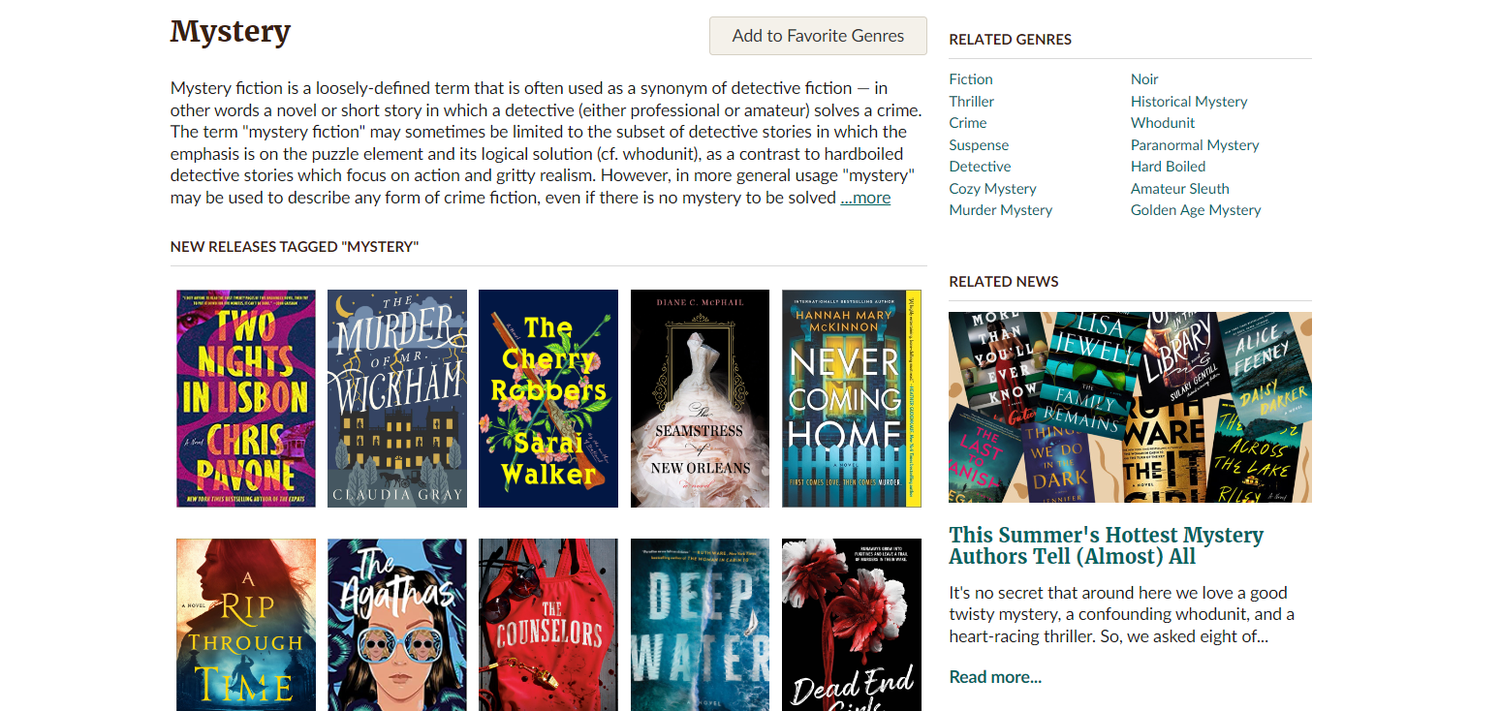 Mystery
Add to Favorite Genres
Mystery fiction is a loosely-defined term that is often used as a synonym of detective fiction — in
other words a novel or short story in which a detective (either professional or amateur) solves a crime.
The term "mystery fiction" may sometimes be limited to the subset of detective stories in which the
emphasis is on the puzzle element and its logical solution (cf. whodunit), as a contrast to hardboiled
detective stories which focus on action and gritty realism. However, in more general usage "mystery"
may be used to describe any form of crime fiction, even if there is no mystery to be solved ...more
NEW RELEASES TAGGED "MYSTERY"
TWO
NIGHTS
IN LISBON
A Novel
CHRIS
PAVONE
NEW YORK TIMES BESTSELLING AUTHOR OF THE EXPATS
THE
MURDER
OF MR.
WICKHAM
CLAUDIA GRAY
The
Cherry
Robbers
Sarai
Walker
DIANE C. McPHAIL
The
SEAMSTRESS
of
NEW ORLEANS
INTERNATIONALLY BESTSELLING AUTHOR
HANNAH MARY
McKINNON
NEVER
COMING
HOME
A NOVEL
FIRST COMES LOVE, THEN COMES MURDER
A
A NOVEL
RIP
THROUGH
TIME
The
Agathas
THE
COUNSELORS
DEEP
WATER
NOVEL
Dead End
Girls
RELATED GENRES
Fiction
Thriller
Crime
Suspense
Detective
Cozy Mystery
Murder Mystery
Noir
Historical Mystery
Whodunit
Paranormal Mystery
Hard Boiled
Amateur Sleuth
Golden Age Mystery
RELATED NEWS
MORE
THAN
YOU'LL
EVER
KNOW
LISA
JEWELL
THE
FAMILY
REMAINS
IN THE
LIBRARY
SULARI GENTILL
ALICE
FEENEY
DAISY
DARKER
THE
LAST
TO
VANISH
THINGS
WE DO
IN THE
DARK
JENNIFER
RUTH
WARE
THE IT
GIRL
THE
ACROSS
THE LAKE
RILEY
This Summer's Hottest Mystery
Authors Tell (Almost) All
It's no secret that around here we love a good
twisty mystery, a confounding whodunit, and a
heart-racing thriller. So, we asked eight of...
Read more...